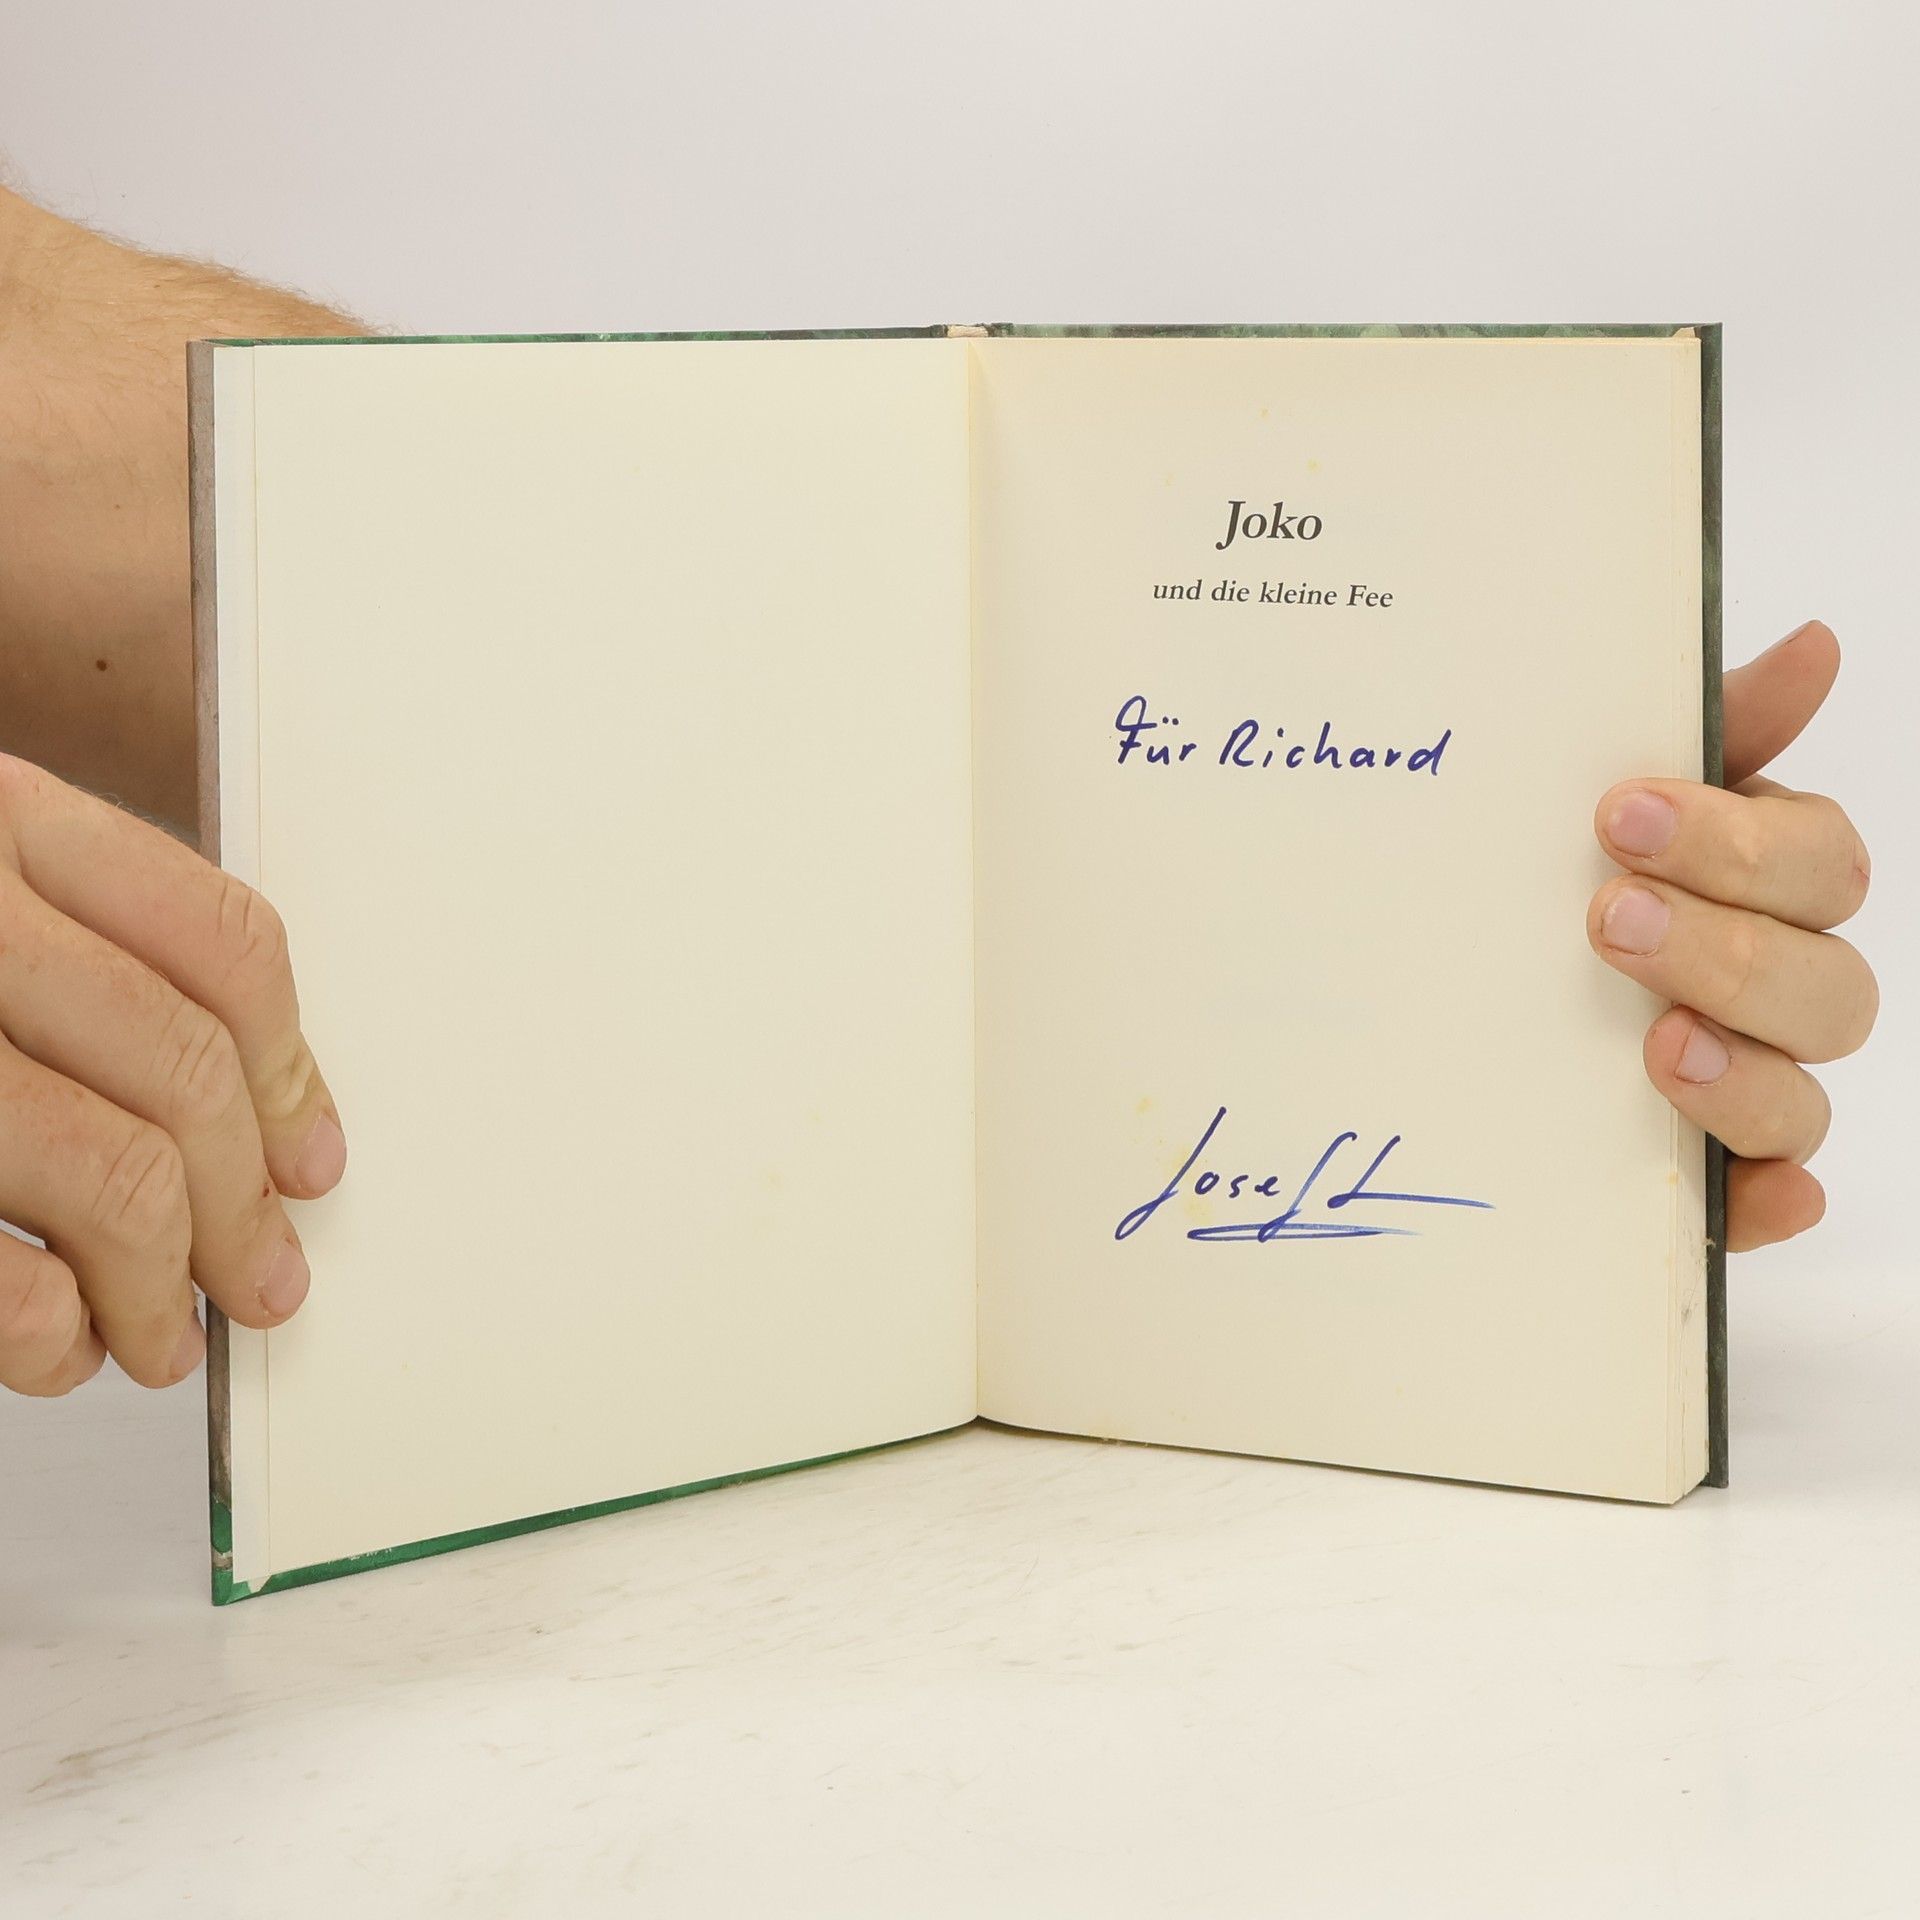 Joko
und die kleine Fee
Für Richard
Josef L